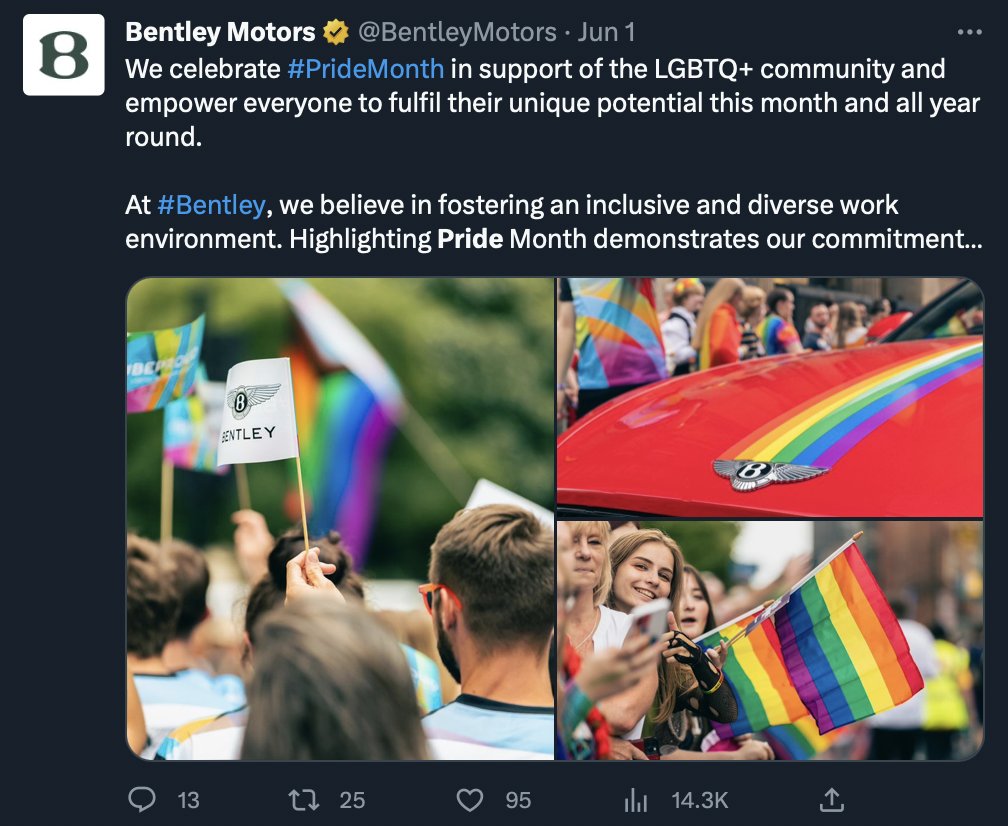 Bentley Motors @BentleyMotors · Jun 1
We celebrate #PrideMonth in support of the LGBTQ+ community and
empower everyone to fulfil their unique potential this month and all year
round.
At #Bentley, we believe in fostering an inclusive and diverse work
environment. Highlighting Pride Month demonstrates our commitment...
B
BENTLEY
B
13 25 95 14.3K